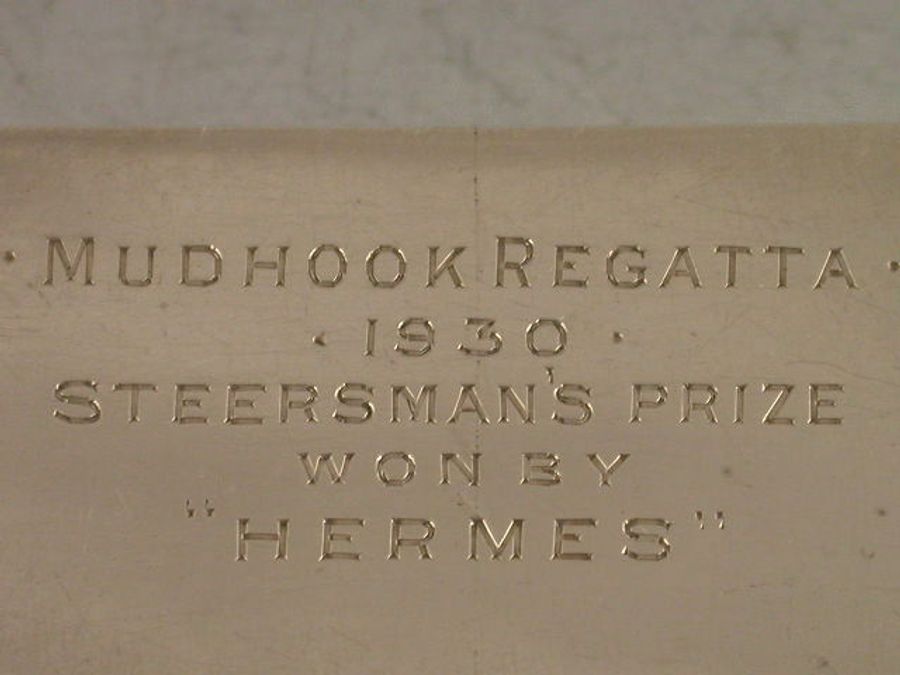 · MUDHOOK REGATTA ·
· 1930 ·
STEERSMAN'S PRIZE
WON BY
"HERMES"